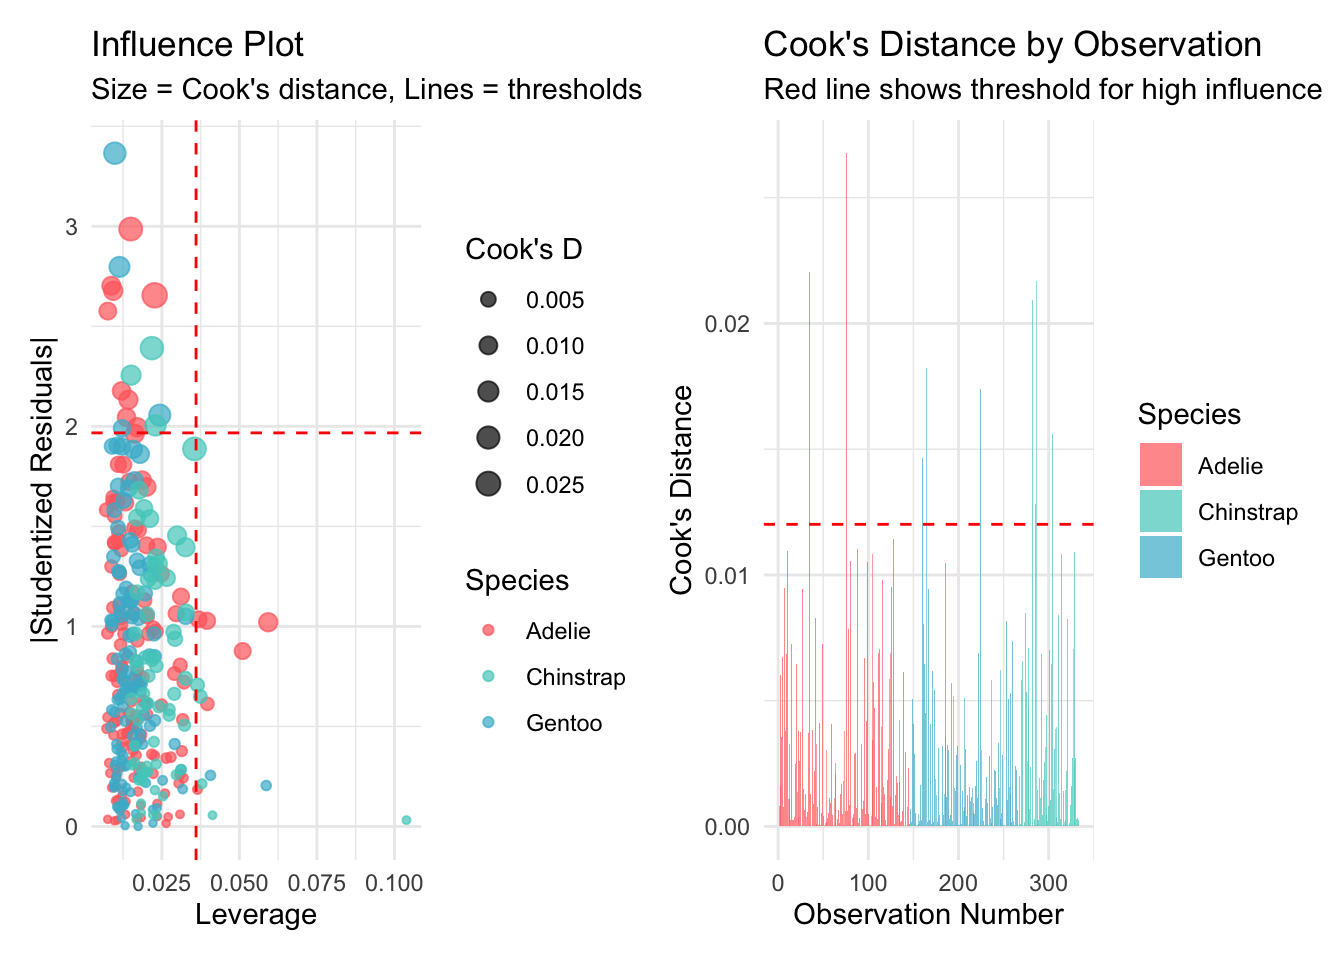 Influence Plot
Size = Cook's distance, Lines = thresholds
|Studentized Residuals|
3
2
1
0
0.025
0.050
0.075
0.100
Leverage
Cook's D
0.005
0.010
0.015
0.020
0.025
Species
Adelie
Chinstrap
Gentoo
Cook's Distance by Observation
Red line shows threshold for high influence
Cook's Distance
0.02
0.01
0.00
0
100
200
300
Observation Number
Species
Adelie
Chinstrap
Gentoo